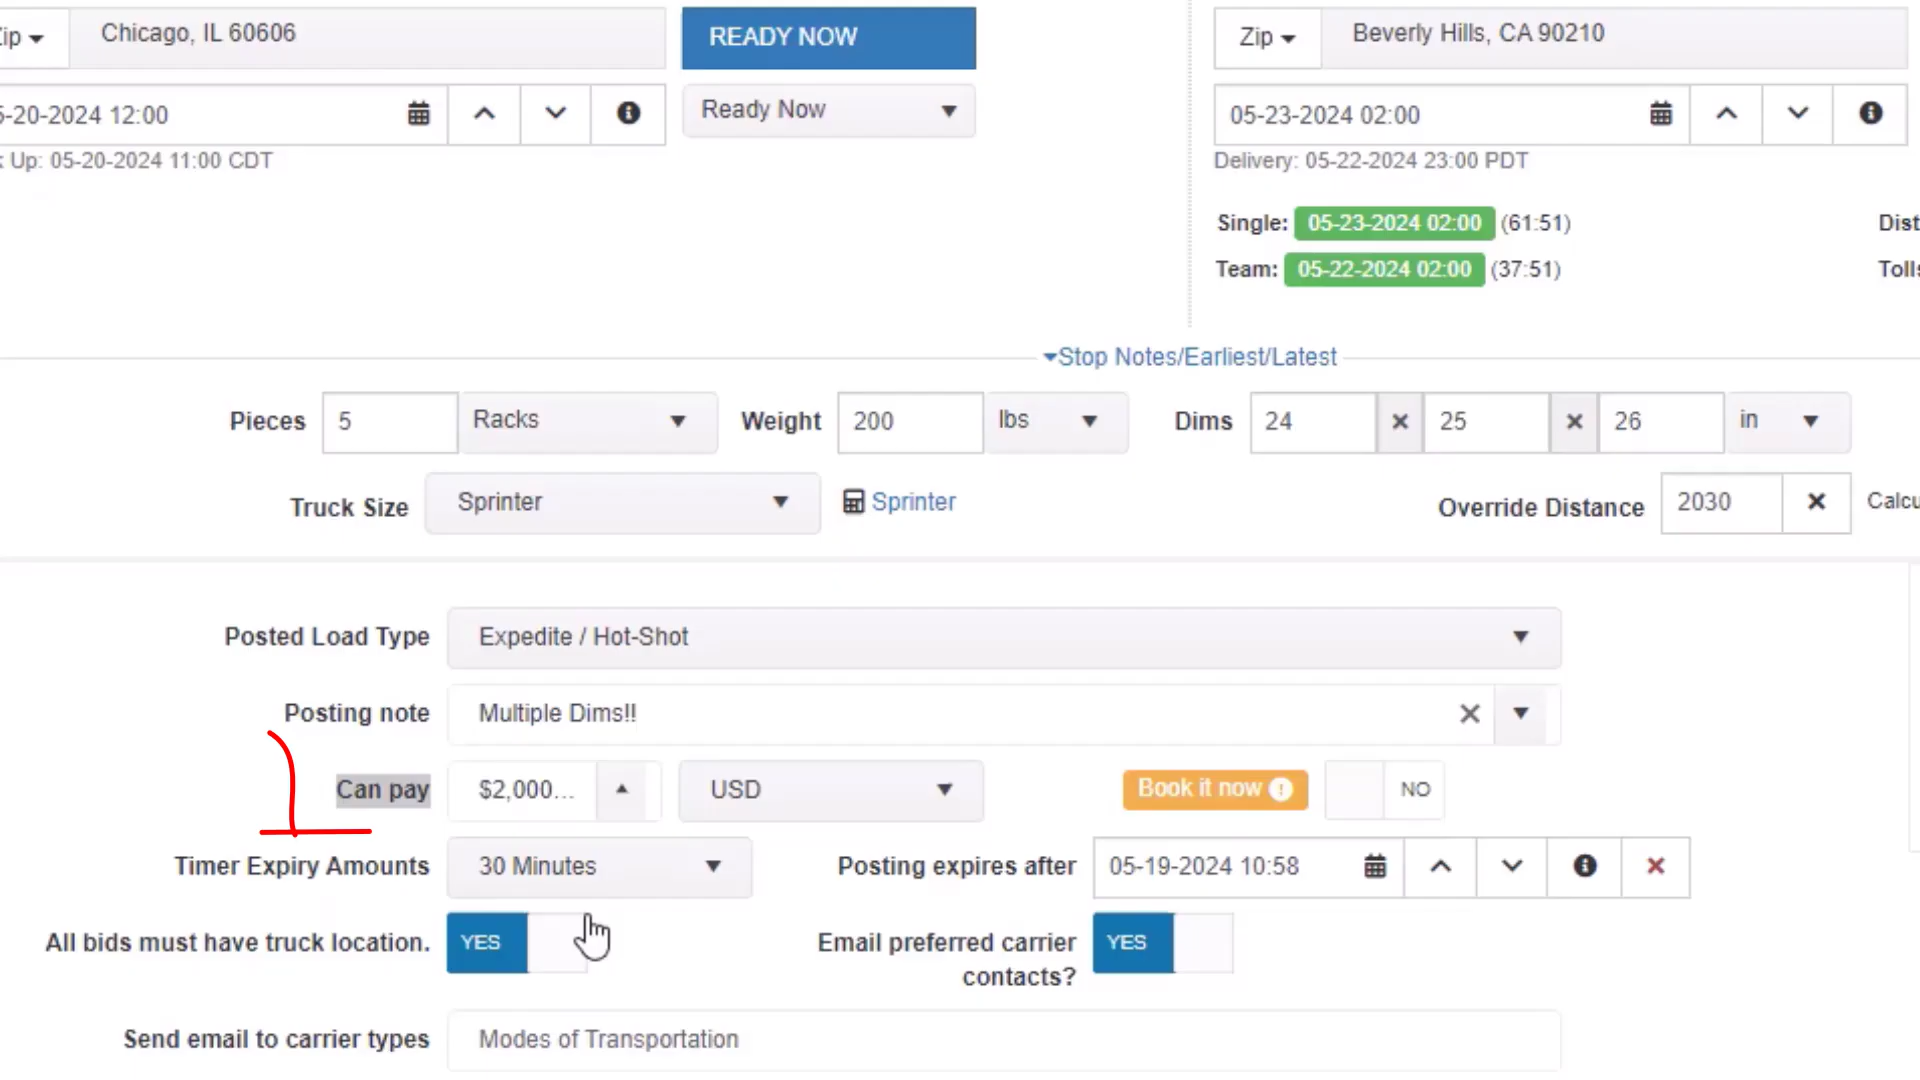 Zip Chicago, IL 60606 READY NOW Zip Beverly Hills, CA 90210
-20-2024 12:00 Ready Now 05-23-2024 02:00
Up: 05-20-2024 11:00 CDT Delivery: 05-22-2024 23:00 PDT
Single: 05-23-2024 02:00 (61:51) Dist
Team: 05-22-2024 02:00 (37:51) Tolls
Stop Notes/Earliest/Latest
Pieces 5 Racks Weight 200 lbs Dims 24 x 25 x 26 in
Truck Size Sprinter Sprinter Override Distance 2030 Calcu
Posted Load Type Expedite / Hot-Shot
Posting note Multiple Dims!!
Can pay $2,000... USD Book it now NO
Timer Expiry Amounts 30 Minutes Posting expires after 05-19-2024 10:58
All bids must have truck location. YES Email preferred carrier contacts? YES
Send email to carrier types Modes of Transportation